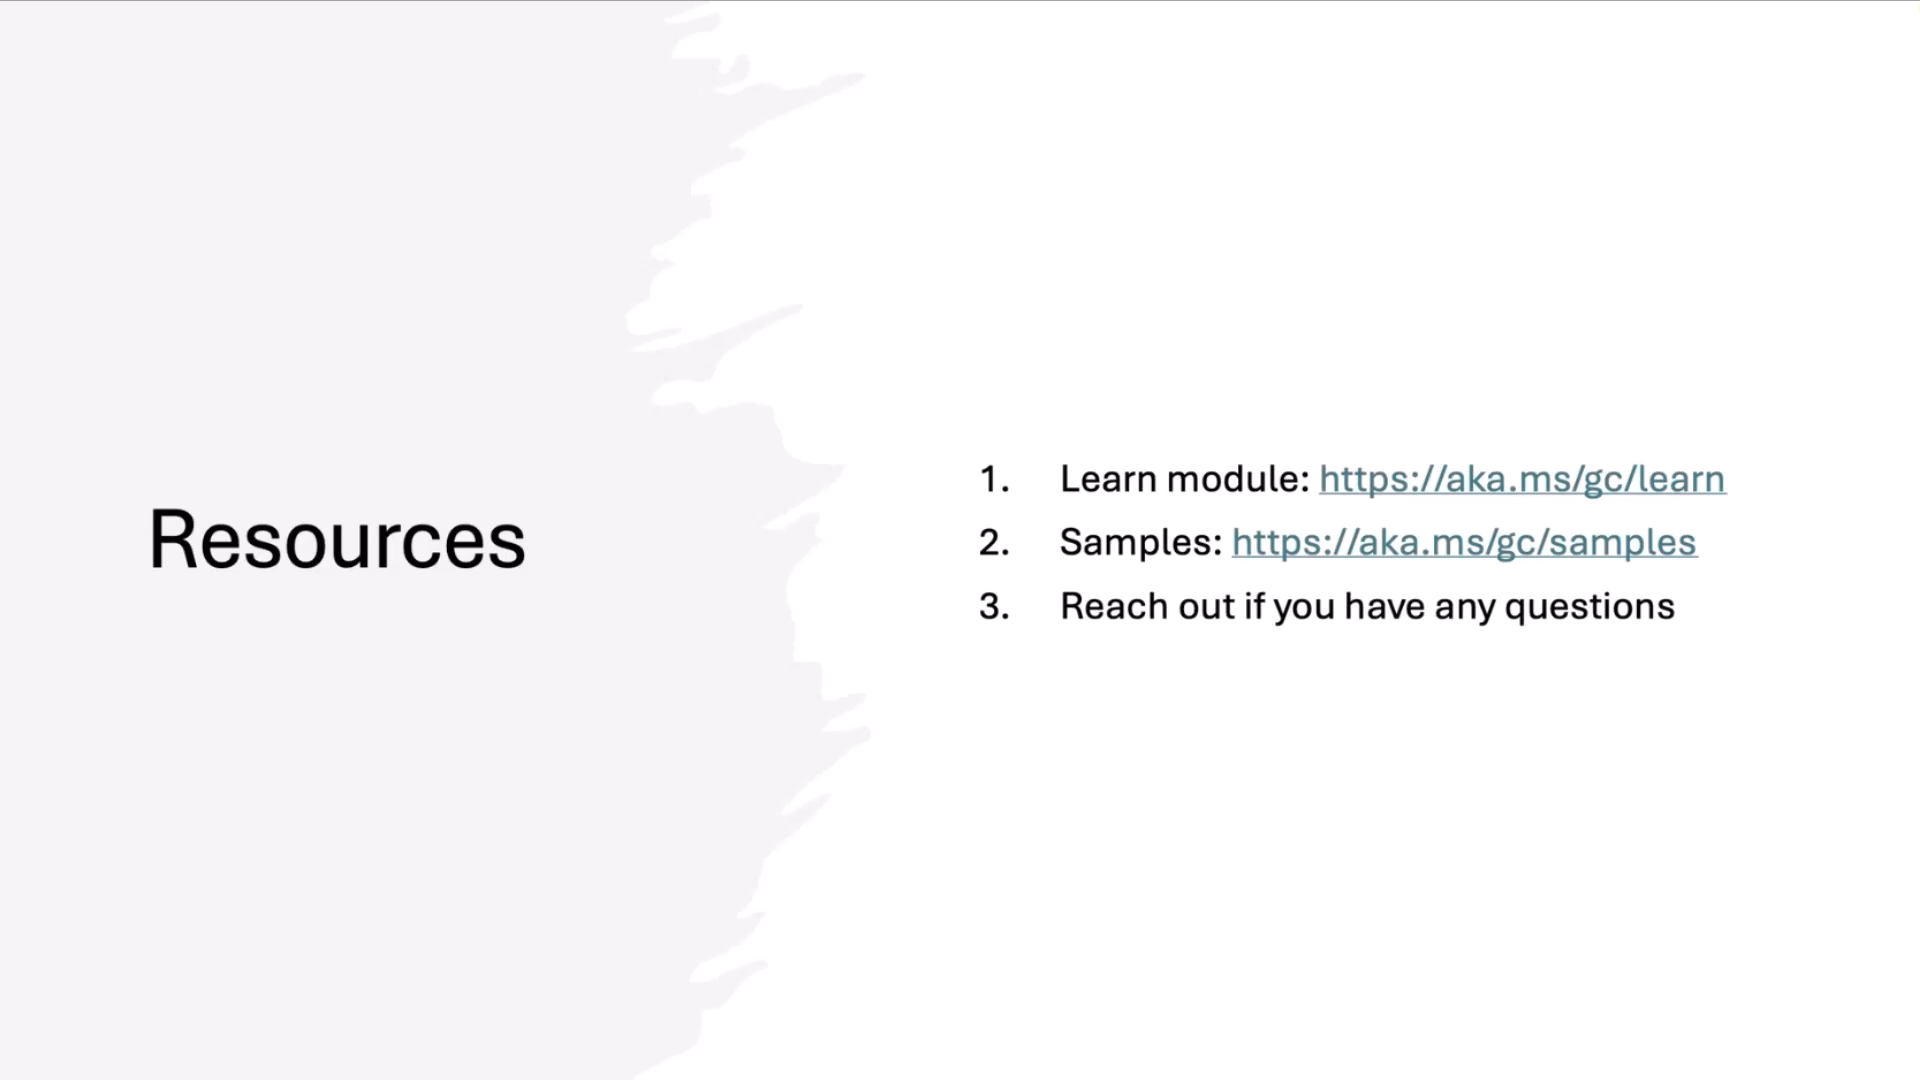 Resources
1. Learn module: https://aka.ms/gc/learn
2. Samples: https://aka.ms/gc/samples
3. Reach out if you have any questions